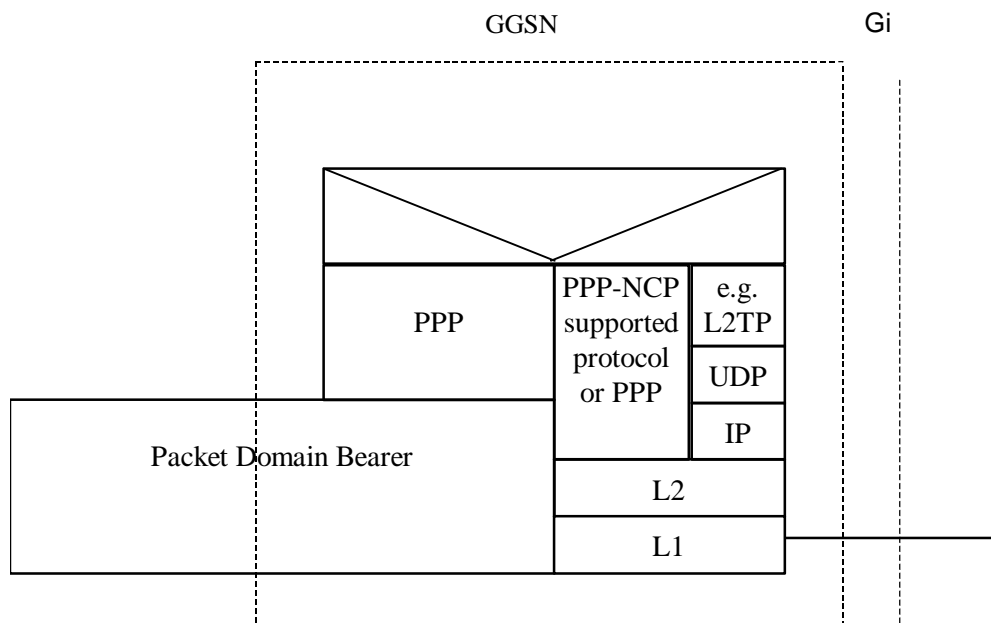 GGSN
Gi
PPP
PPP-NCP
supported
protocol
or PPP
e.g.
L2TP
UDP
IP
Packet Domain Bearer
L2
L1